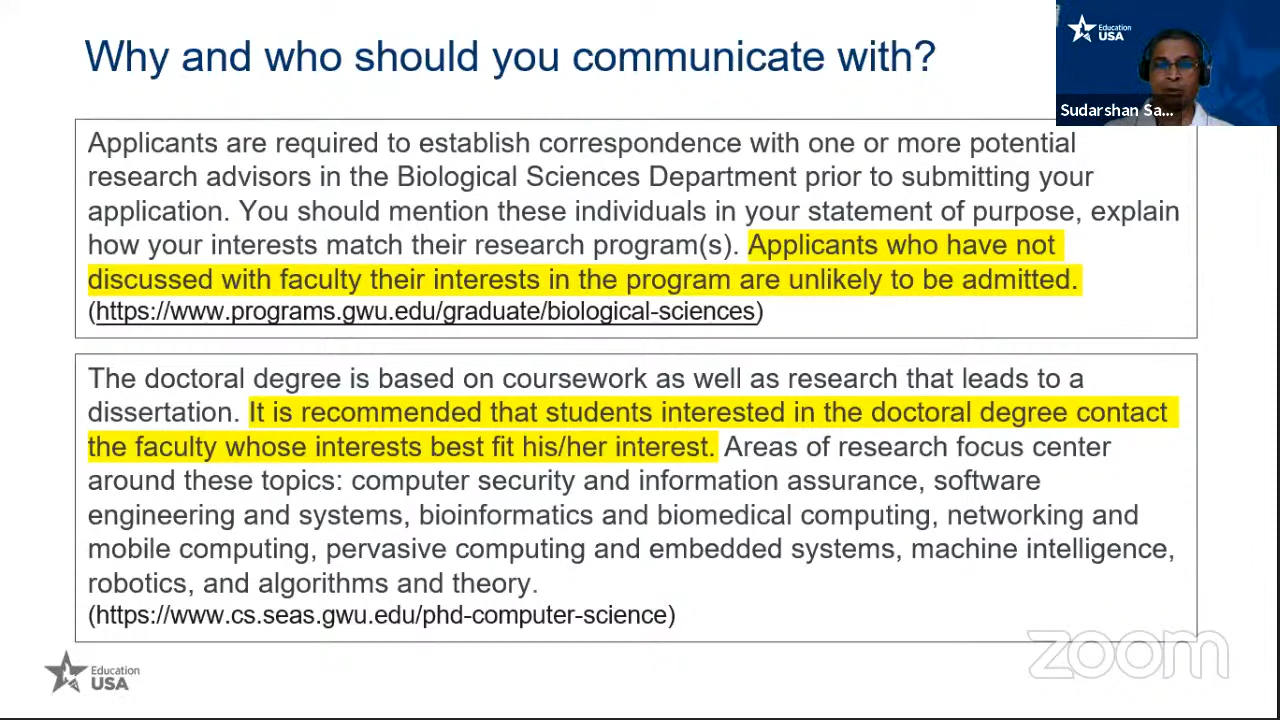 Why and who should you communicate with?
Education
USA
Sudarshan Sa...
Applicants are required to establish correspondence with one or more potential
research advisors in the Biological Sciences Department prior to submitting your
application. You should mention these individuals in your statement of purpose, explain
how your interests match their research program(s). Applicants who have not
discussed with faculty their interests in the program are unlikely to be admitted.
(https://www.programs.gwu.edu/graduate/biological-sciences)
The doctoral degree is based on coursework as well as research that leads to a
dissertation. It is recommended that students interested in the doctoral degree contact
the faculty whose interests best fit his/her interest. Areas of research focus center
around these topics: computer security and information assurance, software
engineering and systems, bioinformatics and biomedical computing, networking and
mobile computing, pervasive computing and embedded systems, machine intelligence,
robotics, and algorithms and theory.
(https://www.cs.seas.gwu.edu/phd-computer-science)
Education
USA
zoom